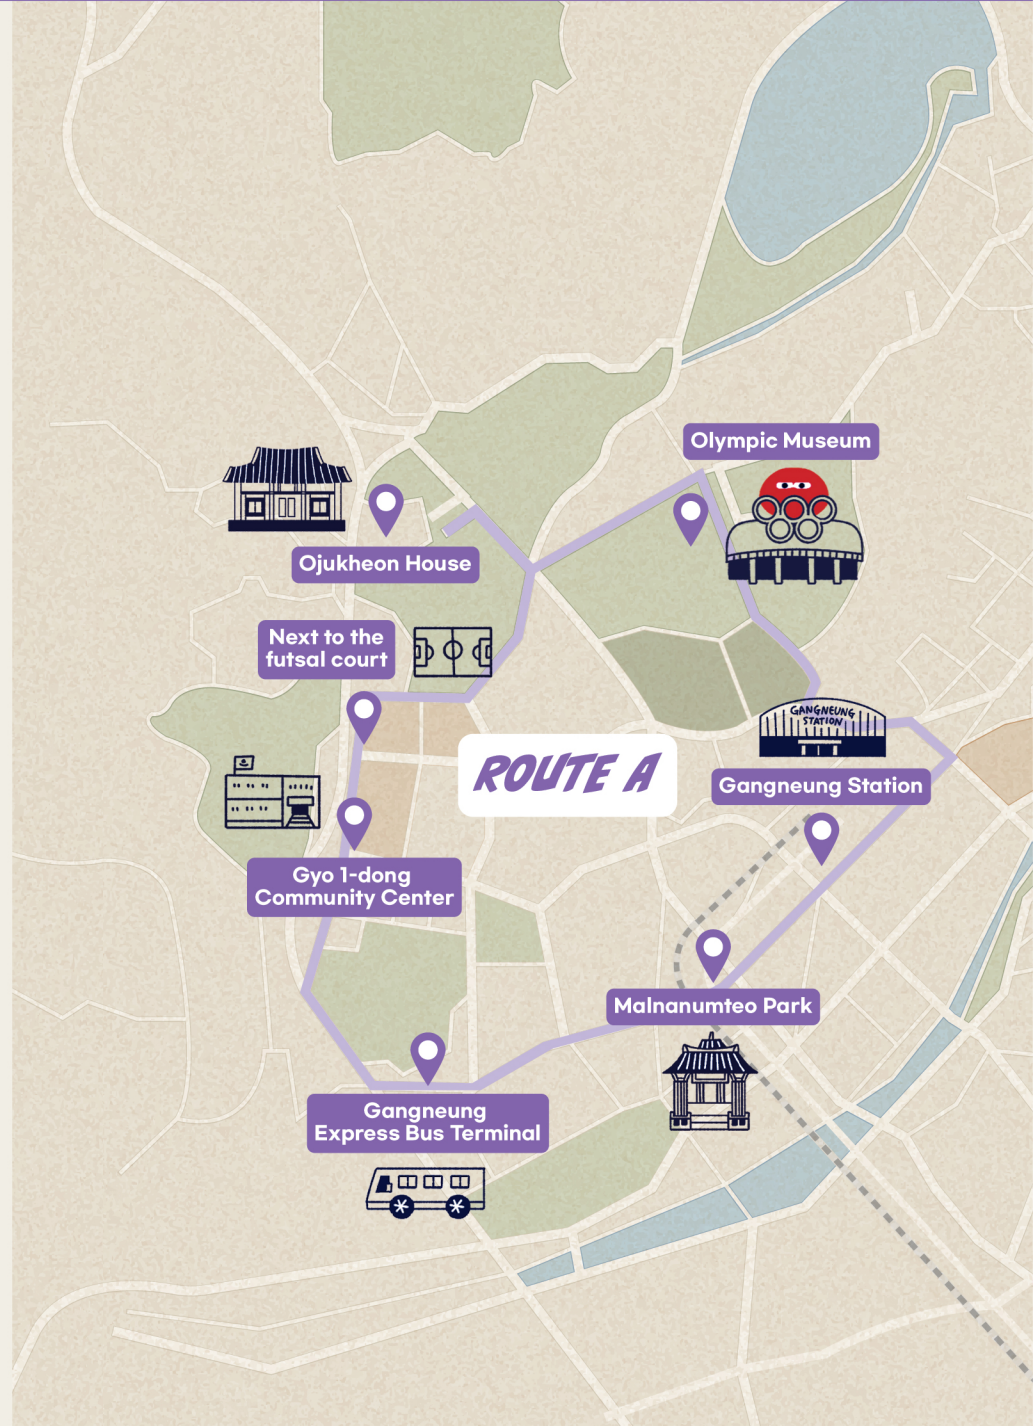 Olympic Museum
Ojukheon House
Next to the
futsal court
GANGNEUNG
STATION
ROUTE A
Gangneung Station
Gyo 1-dong
Community Center
Malnanumteo Park
Gangneung
Express Bus Terminal